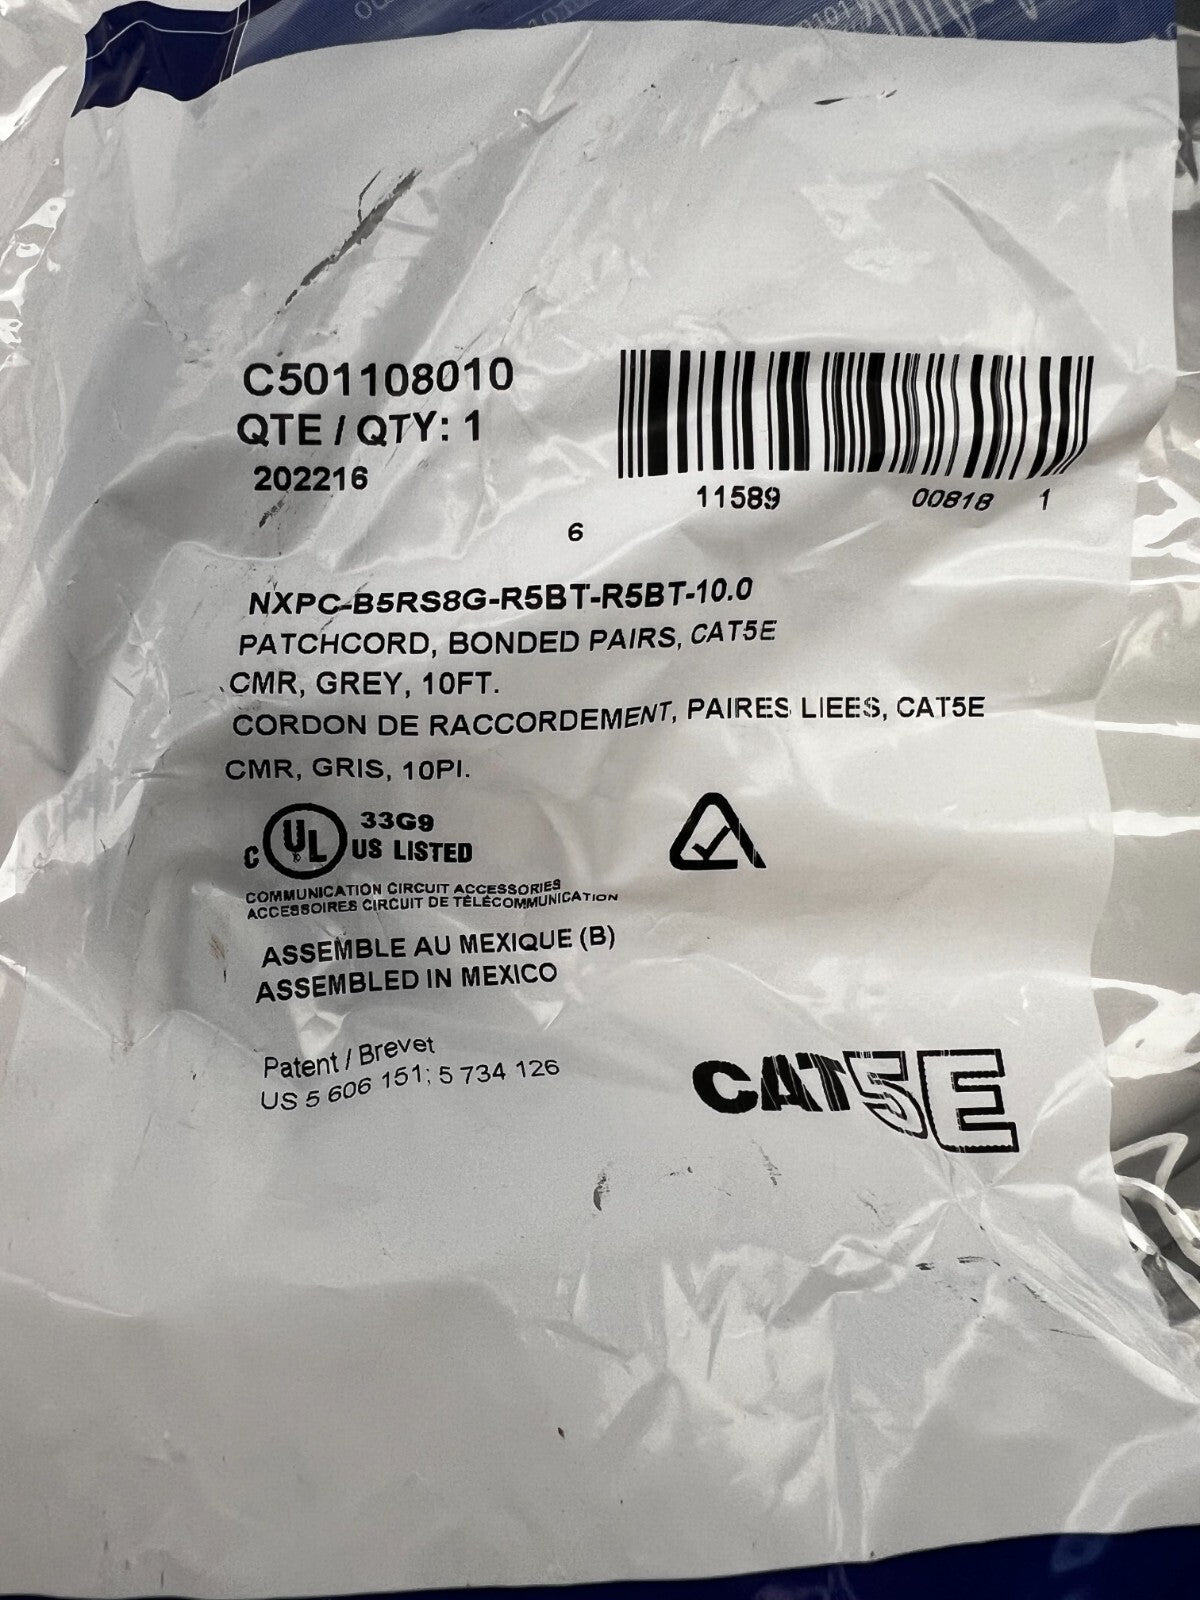 C501108010
QTE / QTY: 1
202216
6 11589 00818 1
NXPC-B5RS8G-R5BT-R5BT-10.0
PATCHCORD, BONDED PAIRS, CAT5E
CMR, GREY, 10FT.
CORDON DE RACCORDEMENT, PAIRES LIEES, CAT5E
CMR, GRIS, 10PI.
33G9
C UL US LISTED
COMMUNICATION CIRCUIT ACCESSORIES
ACCESSOIRES CIRCUIT DE TÉLÉCOMMUNICATION
ASSEMBLE AU MEXIQUE (B)
ASSEMBLED IN MEXICO
Patent / Brevet
US 5 606 151; 5 734 126
CAT5E